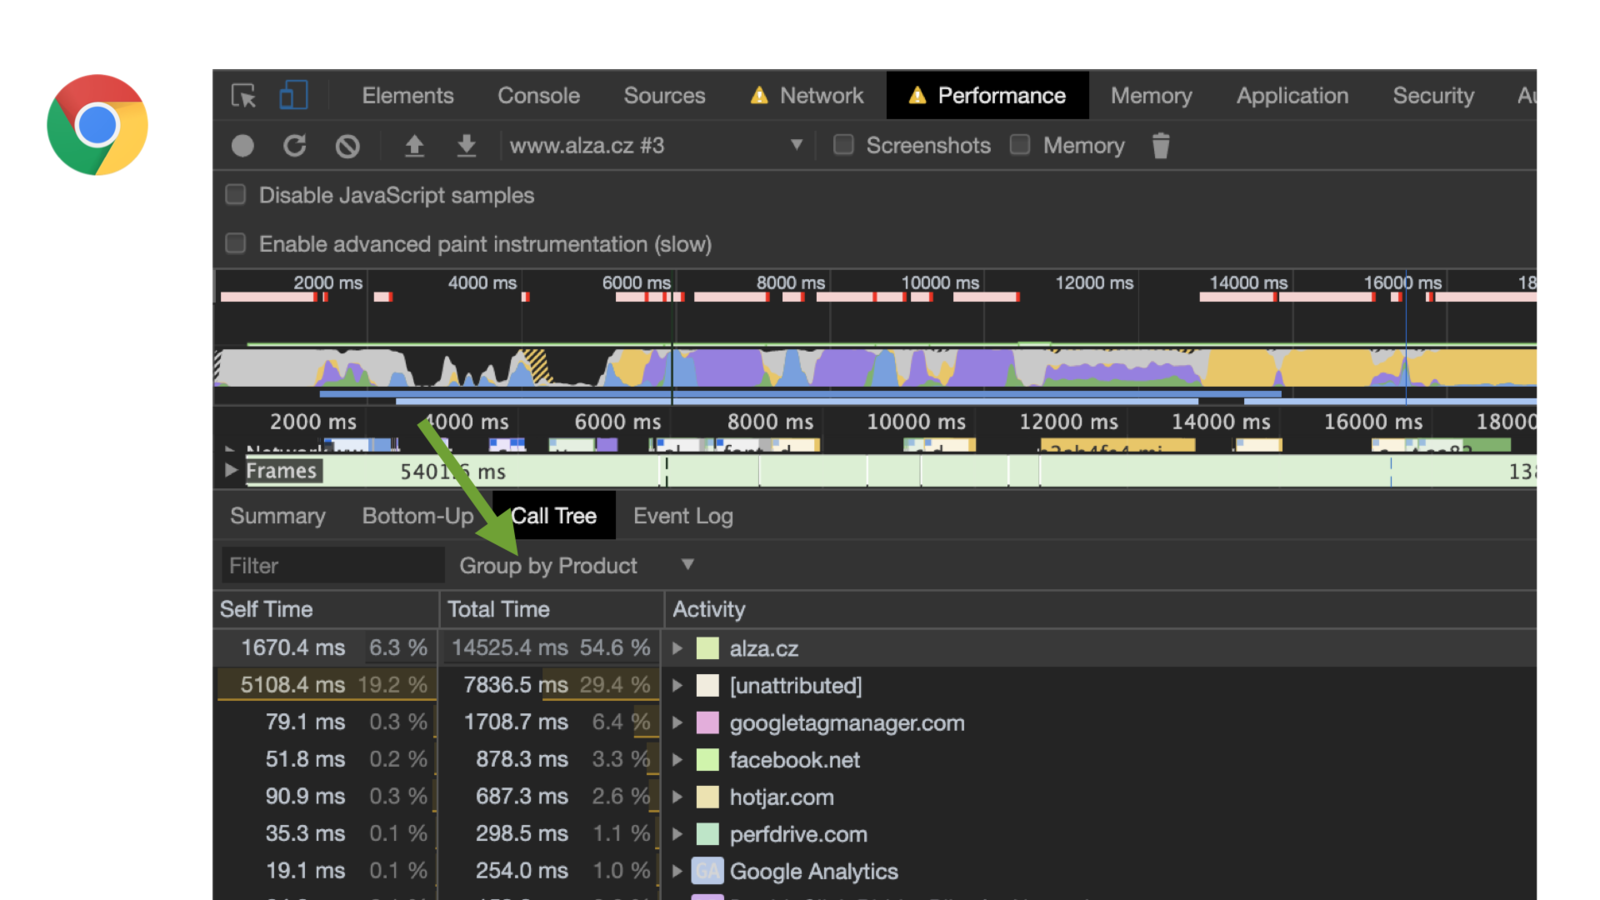 Elements Console Sources Network Performance Memory Application Security
www.alza.cz #3 Screenshots Memory
Disable JavaScript samples
Enable advanced paint instrumentation (slow)
2000 ms 4000 ms 6000 ms 8000 ms 10000 ms 12000 ms 14000 ms 16000 ms 18
2000 ms 4000 ms 6000 ms 8000 ms 10000 ms 12000 ms 14000 ms 16000 ms 18000
Network
Frames 5401.6 ms 138
Summary Bottom-Up Call Tree Event Log
Filter Group by Product
Self Time Total Time Activity
1670.4 ms 6.3 % 14525.4 ms 54.6 % alza.cz
5108.4 ms 19.2 % 7836.5 ms 29.4 % [unattributed]
79.1 ms 0.3 % 1708.7 ms 6.4 % googletagmanager.com
51.8 ms 0.2 % 878.3 ms 3.3 % facebook.net
90.9 ms 0.3 % 687.3 ms 2.6 % hotjar.com
35.3 ms 0.1 % 298.5 ms 1.1 % perfdrive.com
19.1 ms 0.1 % 254.0 ms 1.0 % GA Google Analytics